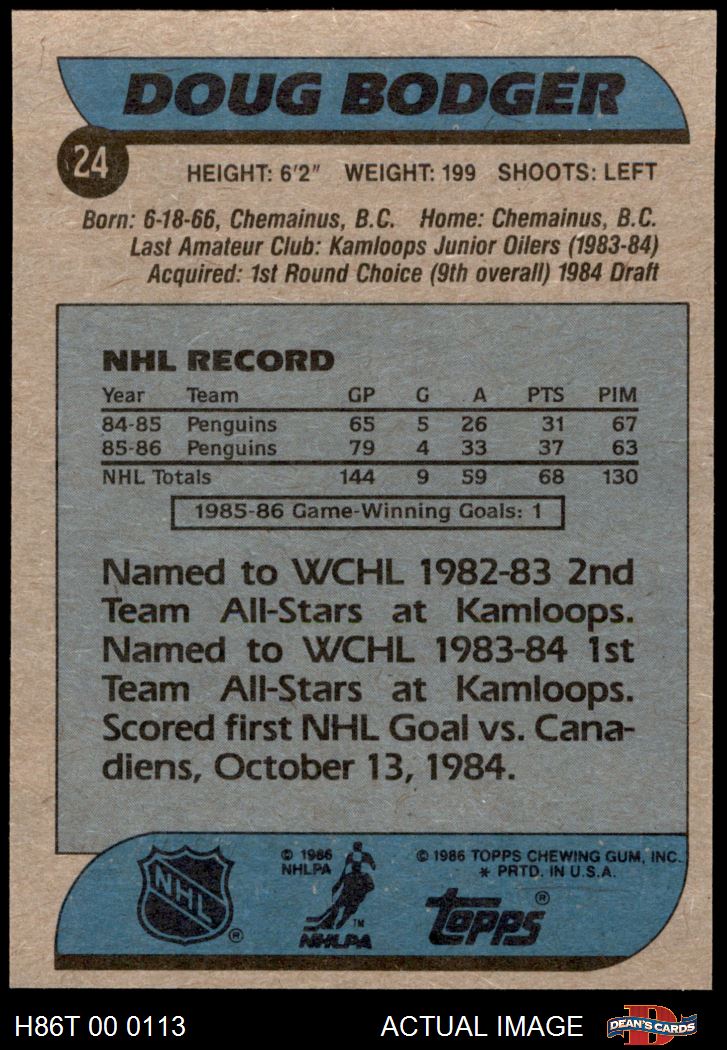 DOUG BODGER
24
HEIGHT: 6'2" WEIGHT: 199 SHOOTS: LEFT
Born: 6-18-66, Chemainus, B.C. Home: Chemainus, B.C.
Last Amateur Club: Kamloops Junior Oilers (1983-84)
Acquired: 1st Round Choice (9th overall) 1984 Draft
NHL RECORD
Year Team GP G A PTS PIM
84-85 Penguins 65 5 26 31 67
85-86 Penguins 79 4 33 37 63
NHL Totals 144 9 59 68 130
1985-86 Game-Winning Goals: 1
Named to WCHL 1982-83 2nd
Team All-Stars at Kamloops.
Named to WCHL 1983-84 1st
Team All-Stars at Kamloops.
Scored first NHL Goal vs. Cana-
diens, October 13, 1984.
NHL ®
© 1986
NHLPA
TM
NHLPA
© 1986 TOPPS CHEWING GUM, INC.
* PRTD. IN U.S.A.
Topps ®
H86T 00 0113 ACTUAL IMAGE D DEAN'S CARDS